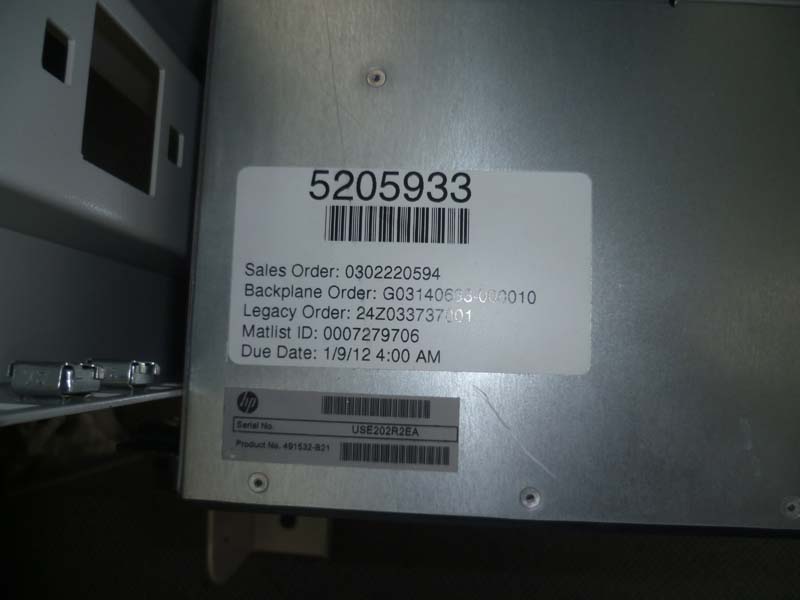 5205933
Sales Order: 0302220594
Backplane Order:
Legacy Order: 24Z033737001
Matlist ID: 0007279706
Due Date: 1/9/12 4:00 AM
hp
Serial No. USE202R2EA
Product No. 491532-B21